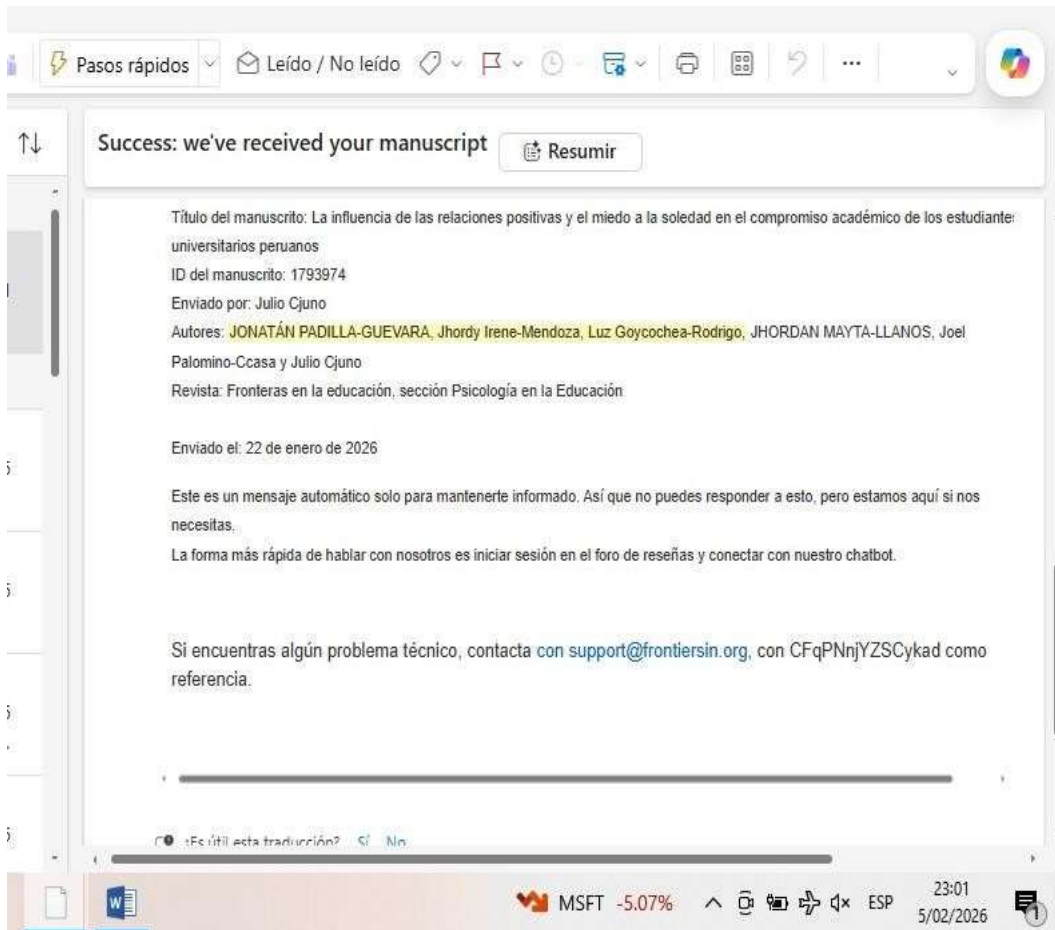 Pasos rápidos
Leído / No leído
Success: we've received your manuscript
Resumir
Título del manuscrito: La influencia de las relaciones positivas y el miedo a la soledad en el compromiso académico de los estudiantes
universitarios peruanos
ID del manuscrito: 1793974
Enviado por: Julio Cjuno
Autores: JONATÁN PADILLA-GUEVARA, Jhordy Irene-Mendoza, Luz Goycochea-Rodrigo, JHORDAN MAYTA-LLANOS, Joel
Palomino-Ccasa y Julio Cjuno
Revista: Fronteras en la educación, sección Psicología en la Educación
Enviado el: 22 de enero de 2026
Este es un mensaje automático solo para mantenerte informado. Así que no puedes responder a esto, pero estamos aquí si nos
necesitas.
La forma más rápida de hablar con nosotros es iniciar sesión en el foro de reseñas y conectar con nuestro chatbot.
Si encuentras algún problema técnico, contacta con support@frontiersin.org, con CFqPNnjYZSCykad como
referencia.
¿Es útil esta traducción? Sí No
W
MSFT -5.07%
ESP
23:01
5/02/2026
1